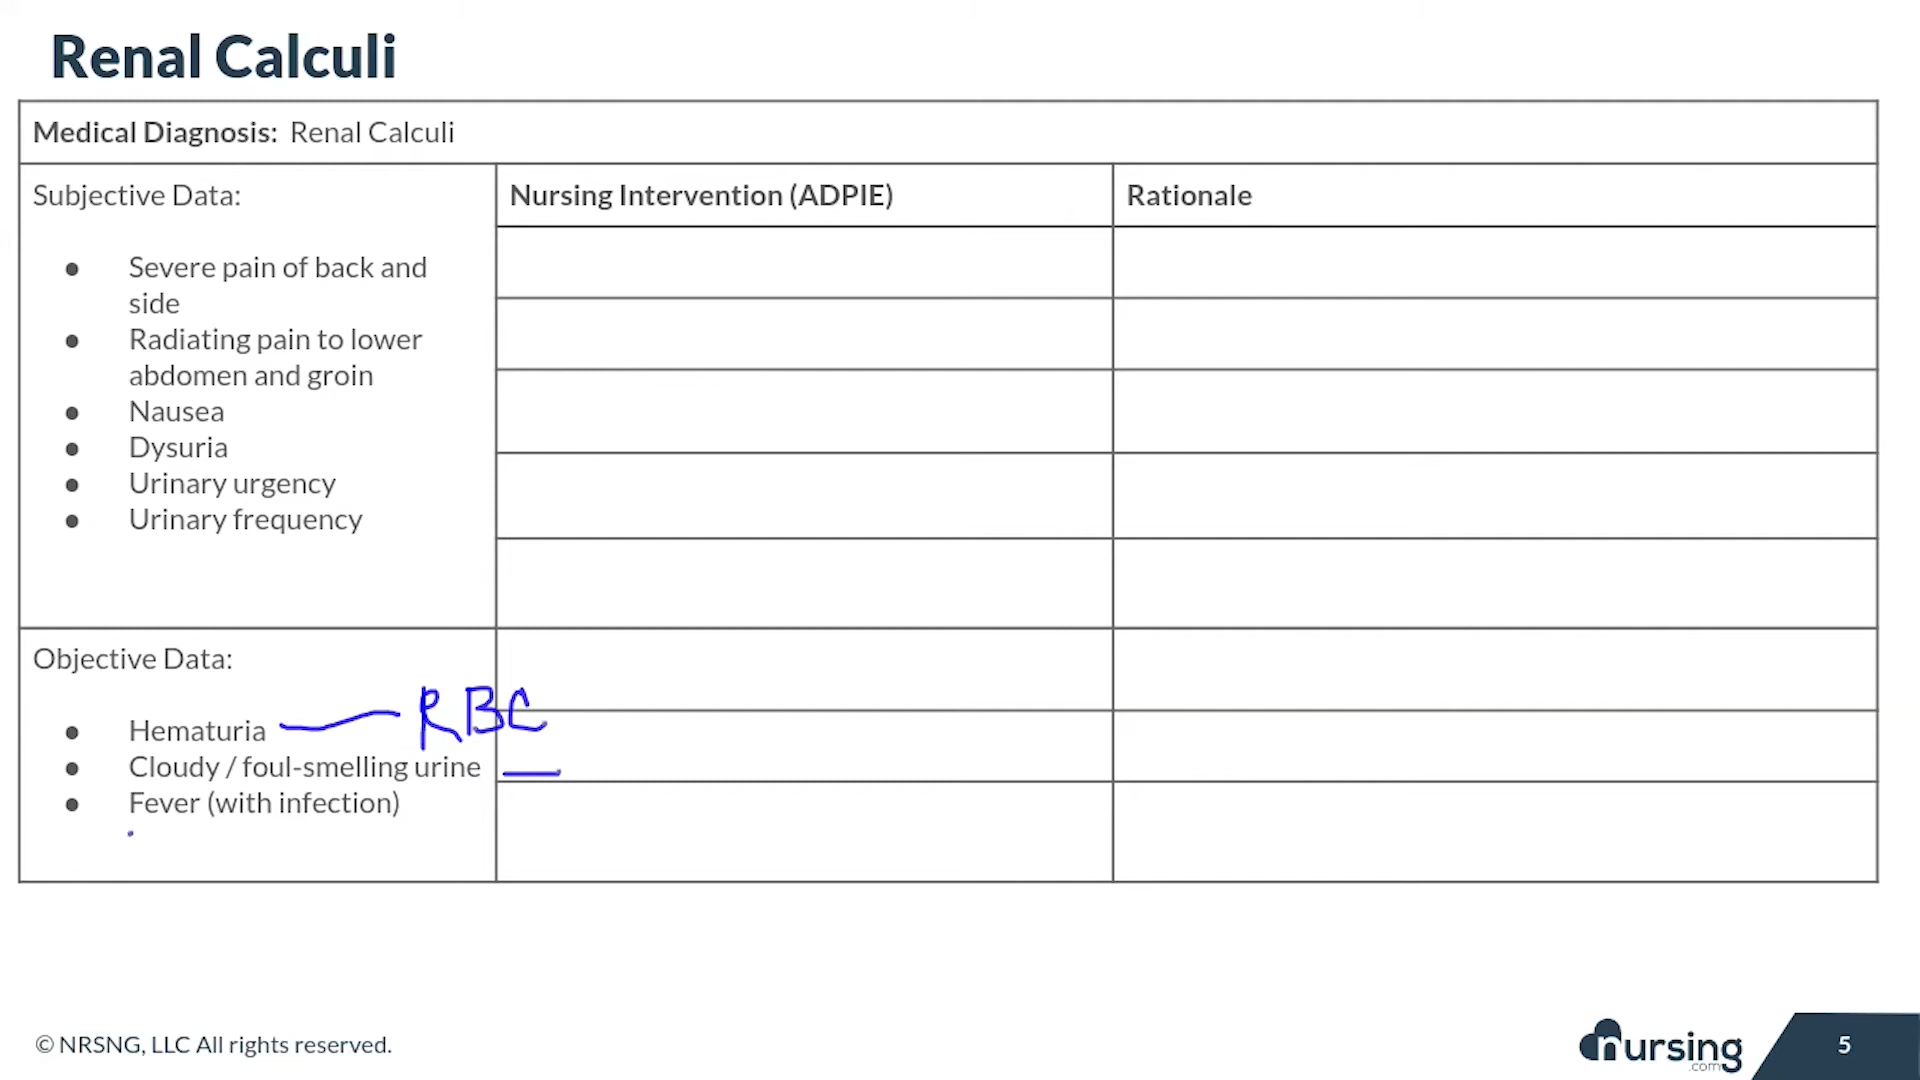 Renal Calculi
Medical Diagnosis: Renal Calculi
Subjective Data:
● Severe pain of back and
side
● Radiating pain to lower
abdomen and groin
● Nausea
● Dysuria
● Urinary urgency
● Urinary frequency
Nursing Intervention (ADPIE)
Rationale
Objective Data:
● Hematuria RBC
● Cloudy / foul-smelling urine
● Fever (with infection)
© NRSNG, LLC All rights reserved.
nursing
.com
5